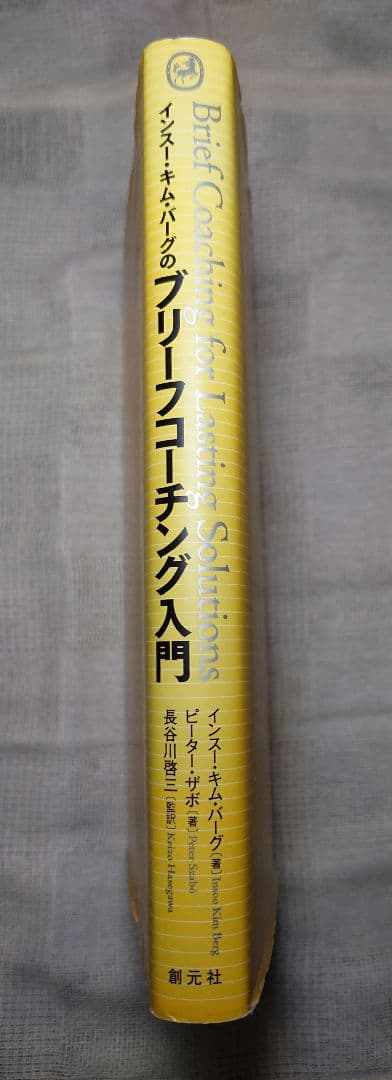 Brief Coaching for Lasting Solutions
インスー・キム・バーグの
ブリーフコーチング入門
インスー・キム・バーグ［著］Insoo Kim Berg
ピーター・ザボ［著］Peter Szabó
長谷川啓三［監訳］Keizo Hasegawa
創元社